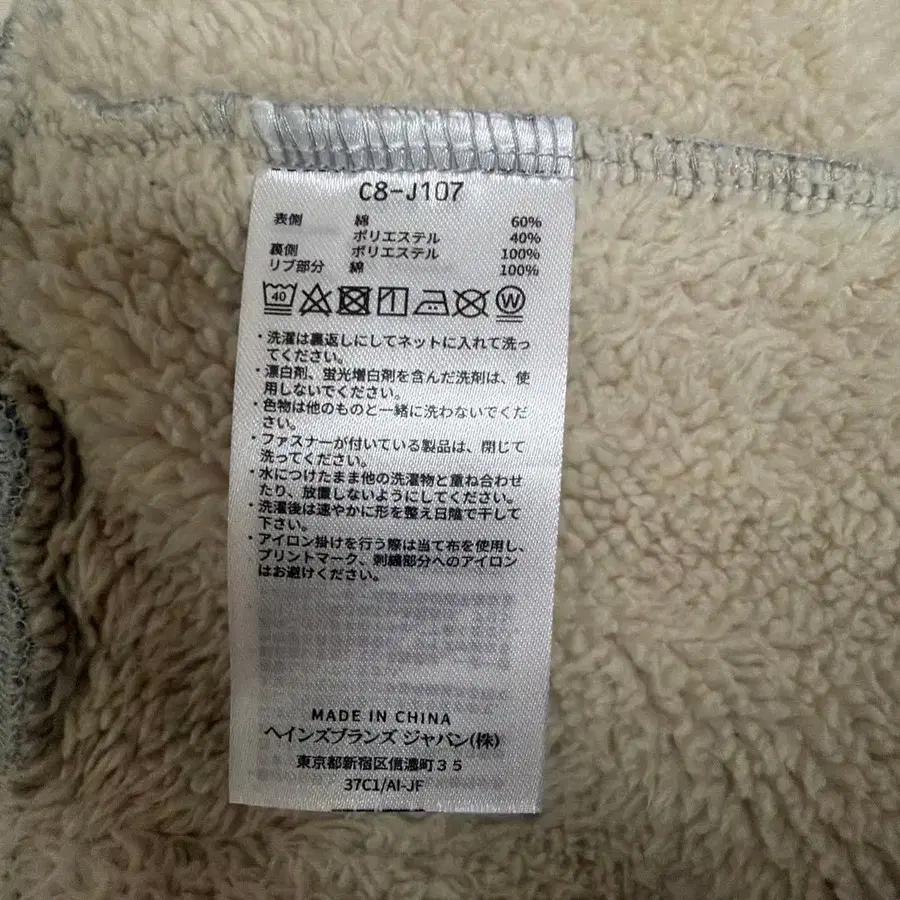 C8-J107
表側 綿 60%
ポリエステル 40%
裏側 ポリエステル 100%
リブ部分 綿 100%
40 W
・洗濯は裏返しにしてネットに入れて洗っ
てください。
・漂白剤、蛍光増白剤を含んだ洗剤は、使
用しないでください。
・色物は他のものと一緒に洗わないでくだ
さい。
・ファスナーが付いている製品は、閉じて
洗ってください。
・水につけたまま他の洗濯物と重ね合わせ
たり、放置しないようにしてください。
・洗濯後は速やかに形を整え日陰で干して
下さい。
・アイロン掛けを行う際は当て布を使用し、
プリントマーク、刺繍部分へのアイロン
はお避けください。
MADE IN CHINA
ヘインズブランズ ジャパン(株)
東京都新宿区信濃町35
37C1/AI-JF